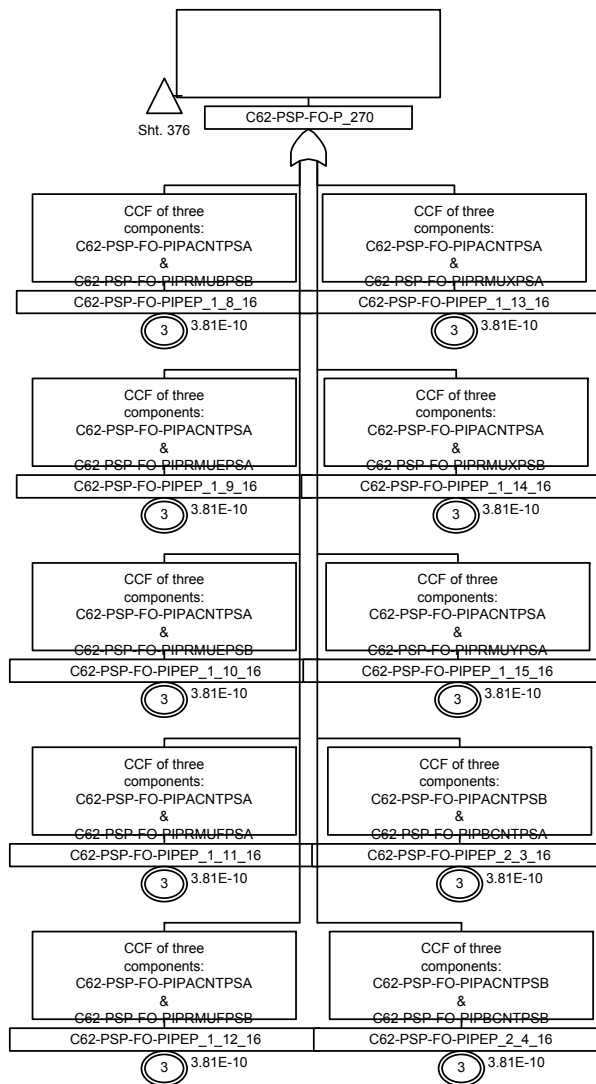 Sht. 376
C62-PSP-FO-P_270
CCF of three
components:
C62-PSP-FO-PIPACNTPSA
&
C62-PSP-FO-PIPRMUBPSB
C62-PSP-FO-PIPEP_1_8_16
3
3.81E-10
CCF of three
components:
C62-PSP-FO-PIPACNTPSA
&
C62-PSP-FO-PIPRMUXPSA
C62-PSP-FO-PIPEP_1_13_16
3
3.81E-10
CCF of three
components:
C62-PSP-FO-PIPACNTPSA
&
C62-PSP-FO-PIPRMUEPSA
C62-PSP-FO-PIPEP_1_9_16
3
3.81E-10
CCF of three
components:
C62-PSP-FO-PIPACNTPSA
&
C62-PSP-FO-PIPRMUXPSB
C62-PSP-FO-PIPEP_1_14_16
3
3.81E-10
CCF of three
components:
C62-PSP-FO-PIPACNTPSA
&
C62-PSP-FO-PIPRMUEPSB
C62-PSP-FO-PIPEP_1_10_16
3
3.81E-10
CCF of three
components:
C62-PSP-FO-PIPACNTPSA
&
C62-PSP-FO-PIPRMUYPSA
C62-PSP-FO-PIPEP_1_15_16
3
3.81E-10
CCF of three
components:
C62-PSP-FO-PIPACNTPSA
&
C62-PSP-FO-PIPRMUFPSA
C62-PSP-FO-PIPEP_1_11_16
3
3.81E-10
CCF of three
components:
C62-PSP-FO-PIPACNTPSB
&
C62-PSP-FO-PIPBCNTPSA
C62-PSP-FO-PIPEP_2_3_16
3
3.81E-10
CCF of three
components:
C62-PSP-FO-PIPACNTPSA
&
C62-PSP-FO-PIPRMUFPSB
C62-PSP-FO-PIPEP_1_12_16
3
3.81E-10
CCF of three
components:
C62-PSP-FO-PIPACNTPSB
&
C62-PSP-FO-PIPBCNTPSB
C62-PSP-FO-PIPEP_2_4_16
3
3.81E-10